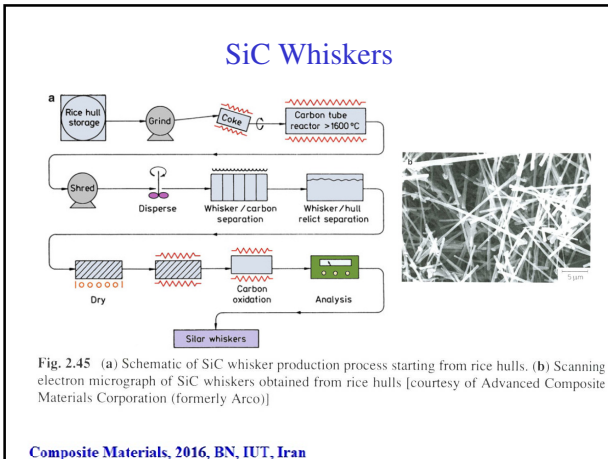 SiC Whiskers
a
Rice hull
storage
Grind
Coke
Carbon tube
reactor >1600 °C
Shred
Disperse
Whisker/carbon
separation
Whisker/hull
relict separation
b
5 µm
Dry
Carbon
oxidation
Analysis
Silar whiskers
Fig. 2.45 (a) Schematic of SiC whisker production process starting from rice hulls. (b) Scanning
electron micrograph of SiC whiskers obtained from rice hulls [courtesy of Advanced Composite
Materials Corporation (formerly Arco)]
Composite Materials, 2016, BN, IUT, Iran